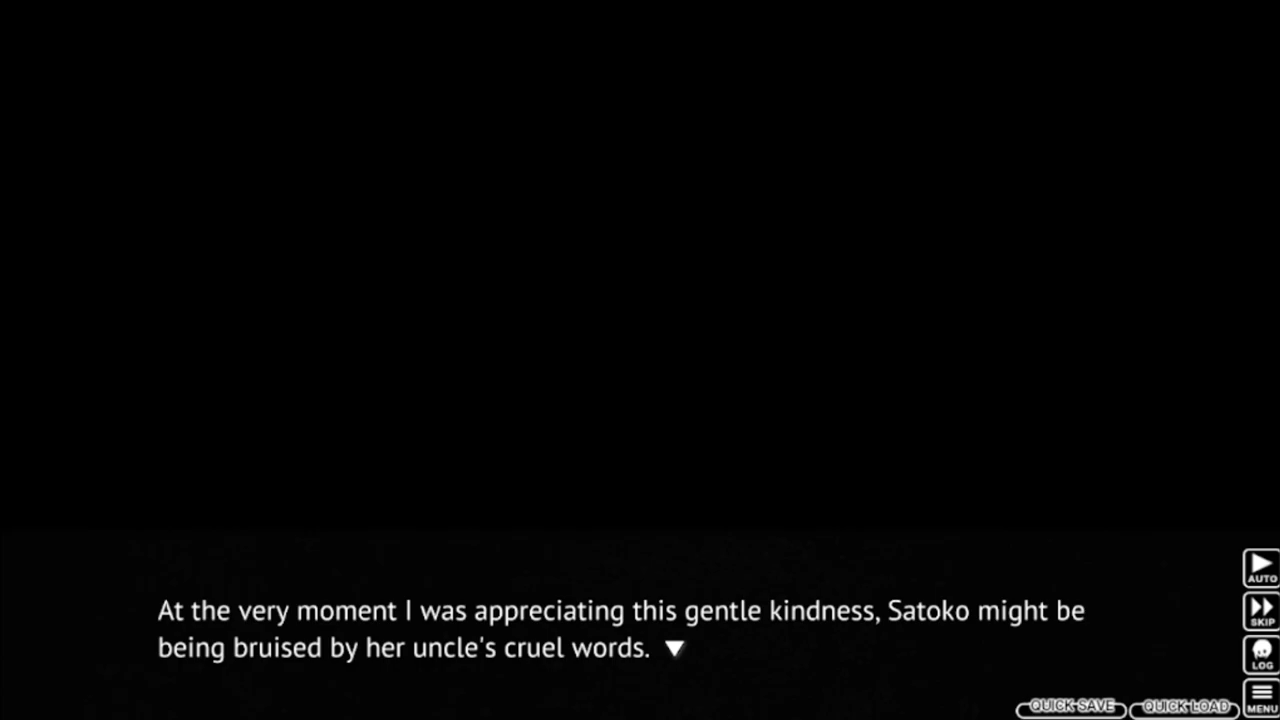 At the very moment I was appreciating this gentle kindness, Satoko might be
being bruised by her uncle's cruel words.
AUTO
SKIP
LOG
MENU
QUICK SAVE QUICK LOAD